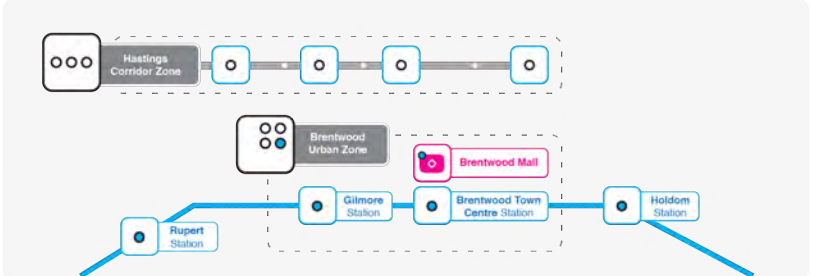 Hastings
Corridor Zone
Brentwood
Urban Zone
Brentwood Mall
Gilmore
Station
Brentwood Town
Centre Station
Holdom
Station
Rupert
Station